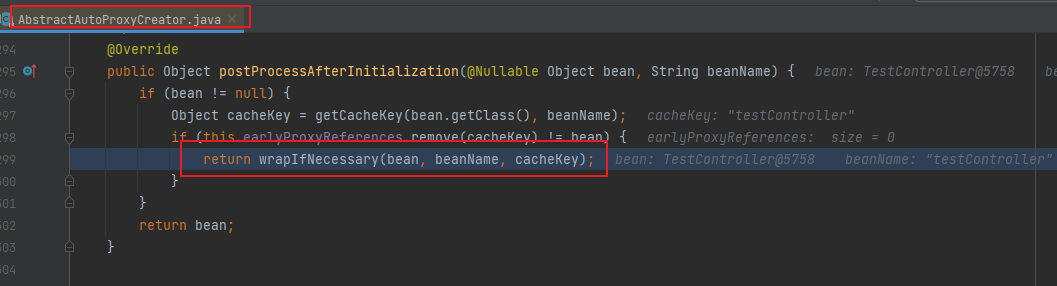 AbstractAutoProxyCreator.java ×
294 @Override
295 public Object postProcessAfterInitialization(@Nullable Object bean, String beanName) { bean: TestController@5758
296 if (bean != null) {
297 Object cacheKey = getCacheKey(bean.getClass(), beanName); cacheKey: "testController"
298 if (this.earlyProxyReferences.remove(cacheKey) != bean) { earlyProxyReferences: size = 0
299 return wrapIfNecessary(bean, beanName, cacheKey); bean: TestController@5758 beanName: "testController"
300 }
301 }
302 return bean;
303 }
304